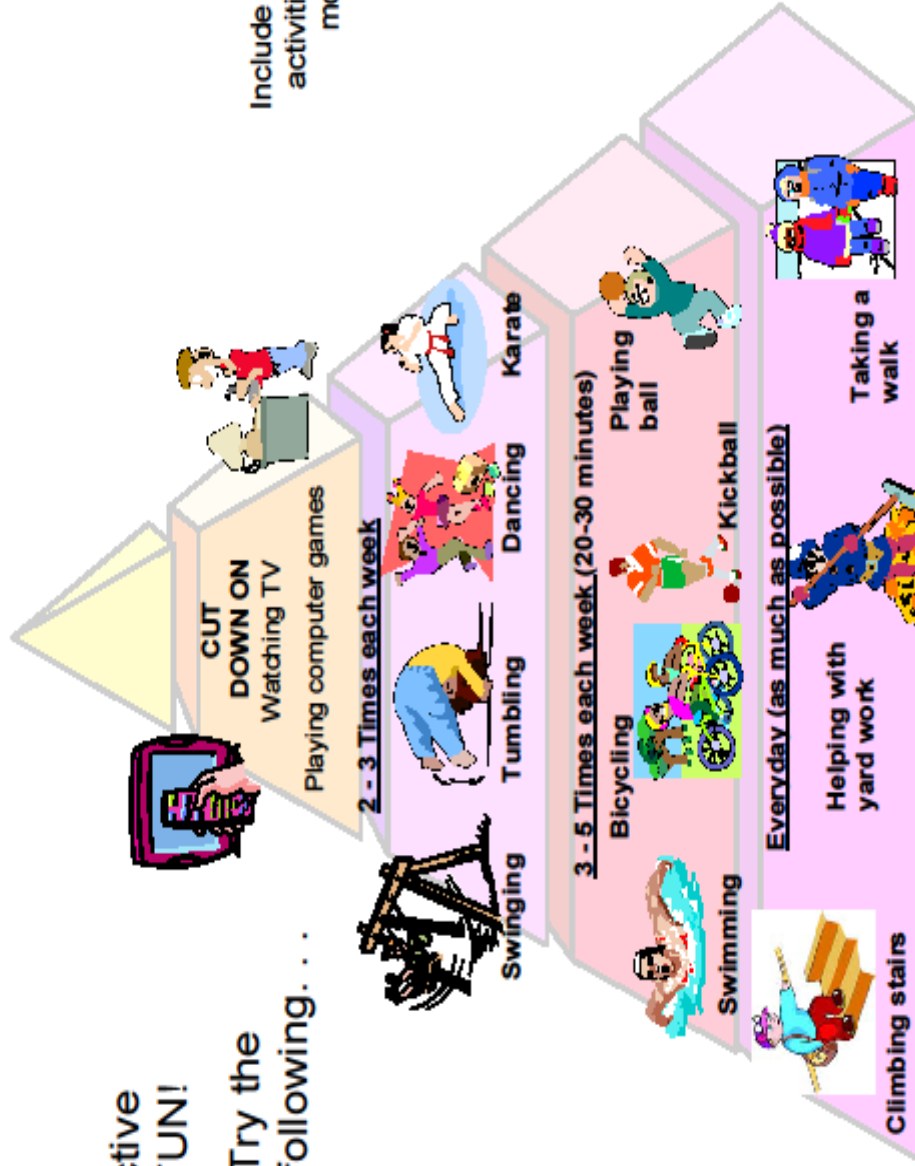 ctive
FUN!
Try the
following. . .
Include
activiti
mo
CUT
DOWN ON
Watching TV
Playing computer games
2 - 3 Times each week
Swinging
Tumbling
Dancing
Karate
3 - 5 Times each week (20-30 minutes)
Bicycling
Playing
ball
Swimming
Kickball
Everyday (as much as possible)
Helping with
yard work
Taking a
walk
Climbing stairs